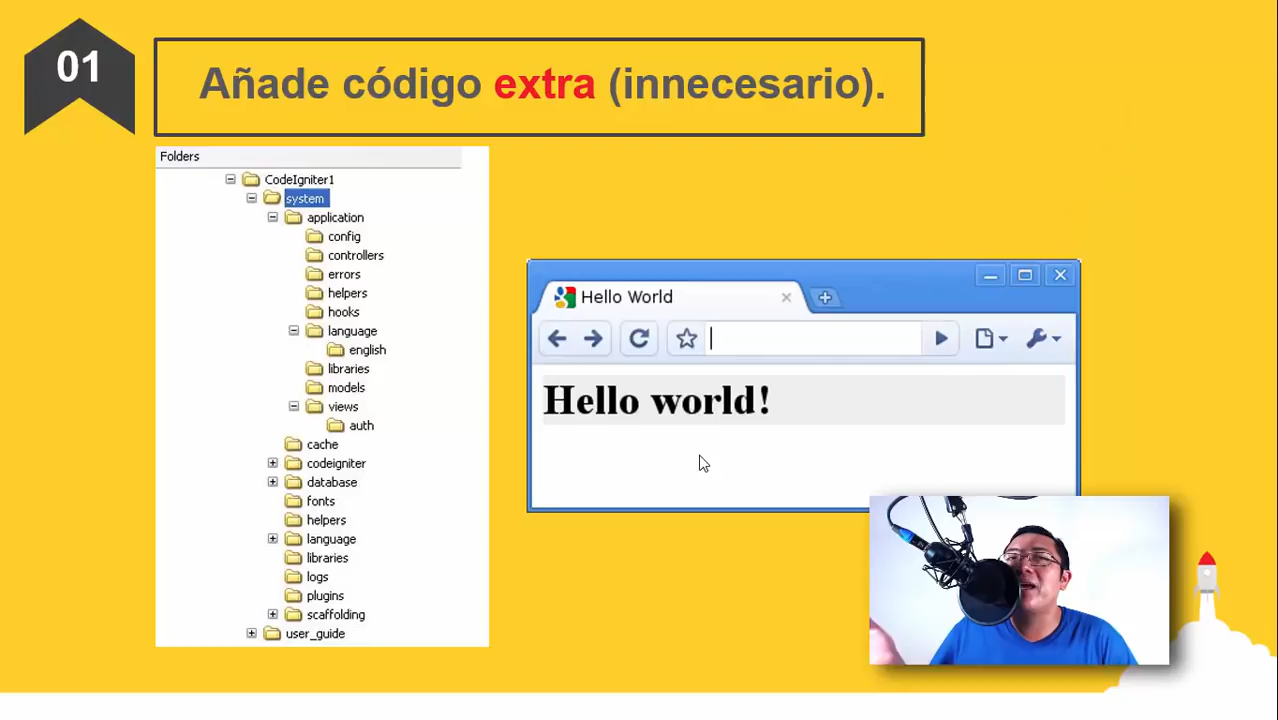 01
Añade código extra (innecesario).
Folders
CodeIgniter1
system
application
config
controllers
errors
helpers
hooks
language
english
libraries
models
views
auth
cache
codeigniter
database
fonts
helpers
language
libraries
logs
plugins
scaffolding
user_guide
Hello World
Hello world!